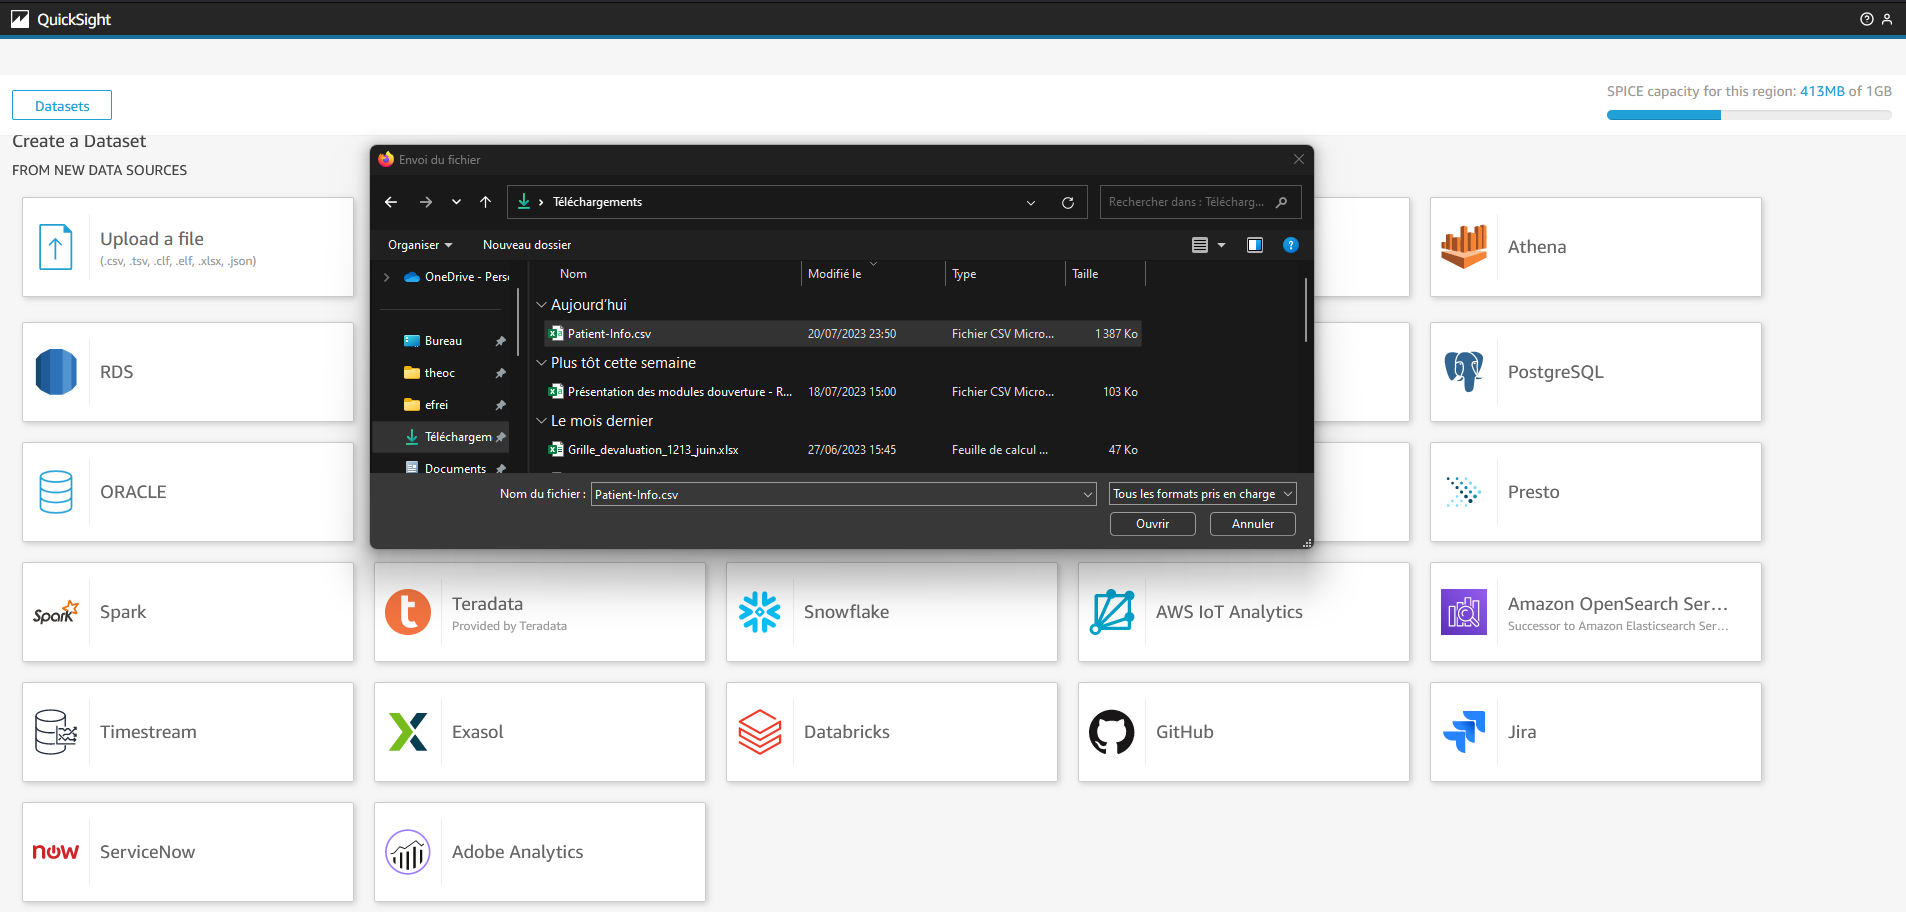 QuickSight
Datasets
SPICE capacity for this region: 413MB of 1GB
Create a Dataset
FROM NEW DATA SOURCES
Upload a file
(.csv, .tsv, .clf, .elf, .xlsx, .json)
Athena
RDS
PostgreSQL
ORACLE
Presto
Envoi du fichier
Téléchargements
Rechercher dans : Télécharg...
Organiser
Nouveau dossier
OneDrive - Perso
Bureau
theoc
efrei
Téléchargem
Documents
Nom Modifié le Type Taille
Aujourd'hui
Patient-Info.csv 20/07/2023 23:50 Fichier CSV Micro... 1 387 Ko
Plus tôt cette semaine
Présentation des modules douverture - R... 18/07/2023 15:00 Fichier CSV Micro... 103 Ko
Le mois dernier
Grille_devaluation_1213_juin.xlsx 27/06/2023 15:45 Feuille de calcul ... 47 Ko
Nom du fichier : Patient-Info.csv
Tous les formats pris en charge
Ouvrir
Annuler
Spark Spark
t Teradata
Provided by Teradata
Snowflake
AWS IoT Analytics
Amazon OpenSearch Ser...
Successor to Amazon Elasticsearch Ser...
Timestream
Exasol
Databricks
GitHub
Jira
now ServiceNow
Adobe Analytics